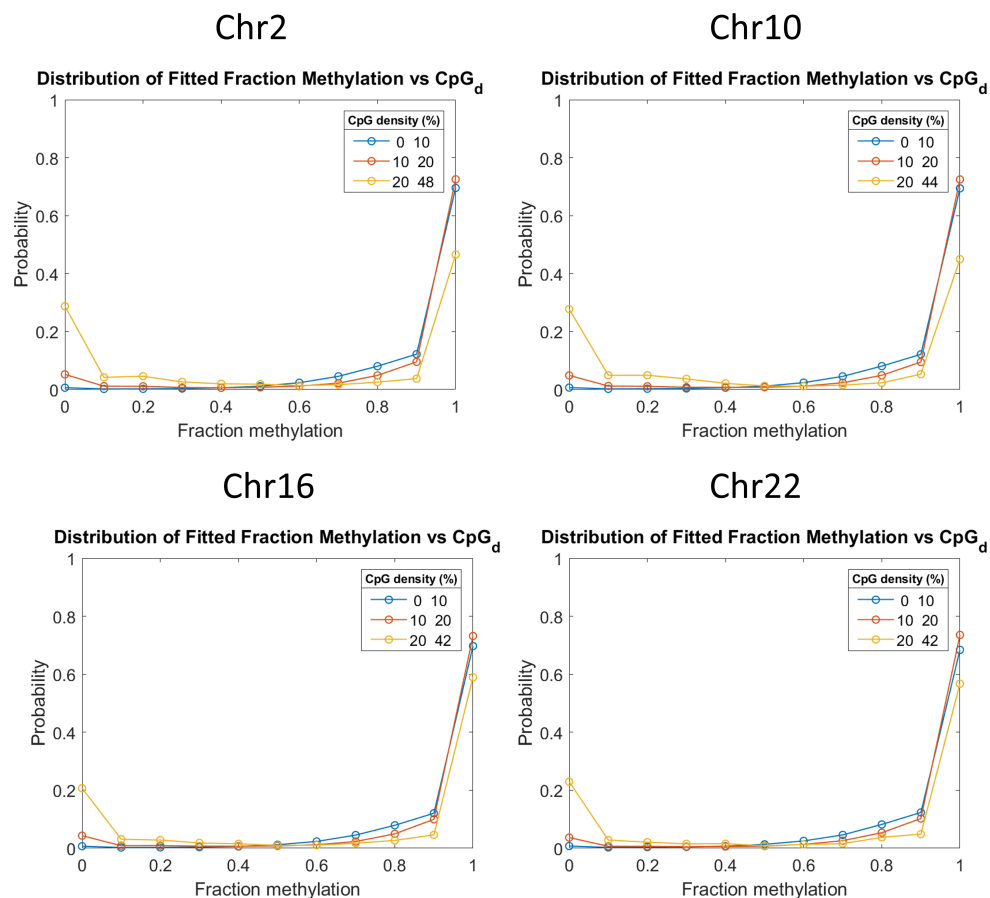 Chr2
Distribution of Fitted Fraction Methylation vs CpGd
CpG density (%)
0 10
10 20
20 48
1
0.8
0.6
0.4
0.2
0
Probability
0 0.2 0.4 0.6 0.8 1
Fraction methylation
Chr10
Distribution of Fitted Fraction Methylation vs CpGd
CpG density (%)
0 10
10 20
20 44
1
0.8
0.6
0.4
0.2
0
Probability
0 0.2 0.4 0.6 0.8 1
Fraction methylation
Chr16
Distribution of Fitted Fraction Methylation vs CpGd
CpG density (%)
0 10
10 20
20 42
1
0.8
0.6
0.4
0.2
0
Probability
0 0.2 0.4 0.6 0.8 1
Fraction methylation
Chr22
Distribution of Fitted Fraction Methylation vs CpGd
CpG density (%)
0 10
10 20
20 42
1
0.8
0.6
0.4
0.2
0
Probability
0 0.2 0.4 0.6 0.8 1
Fraction methylation